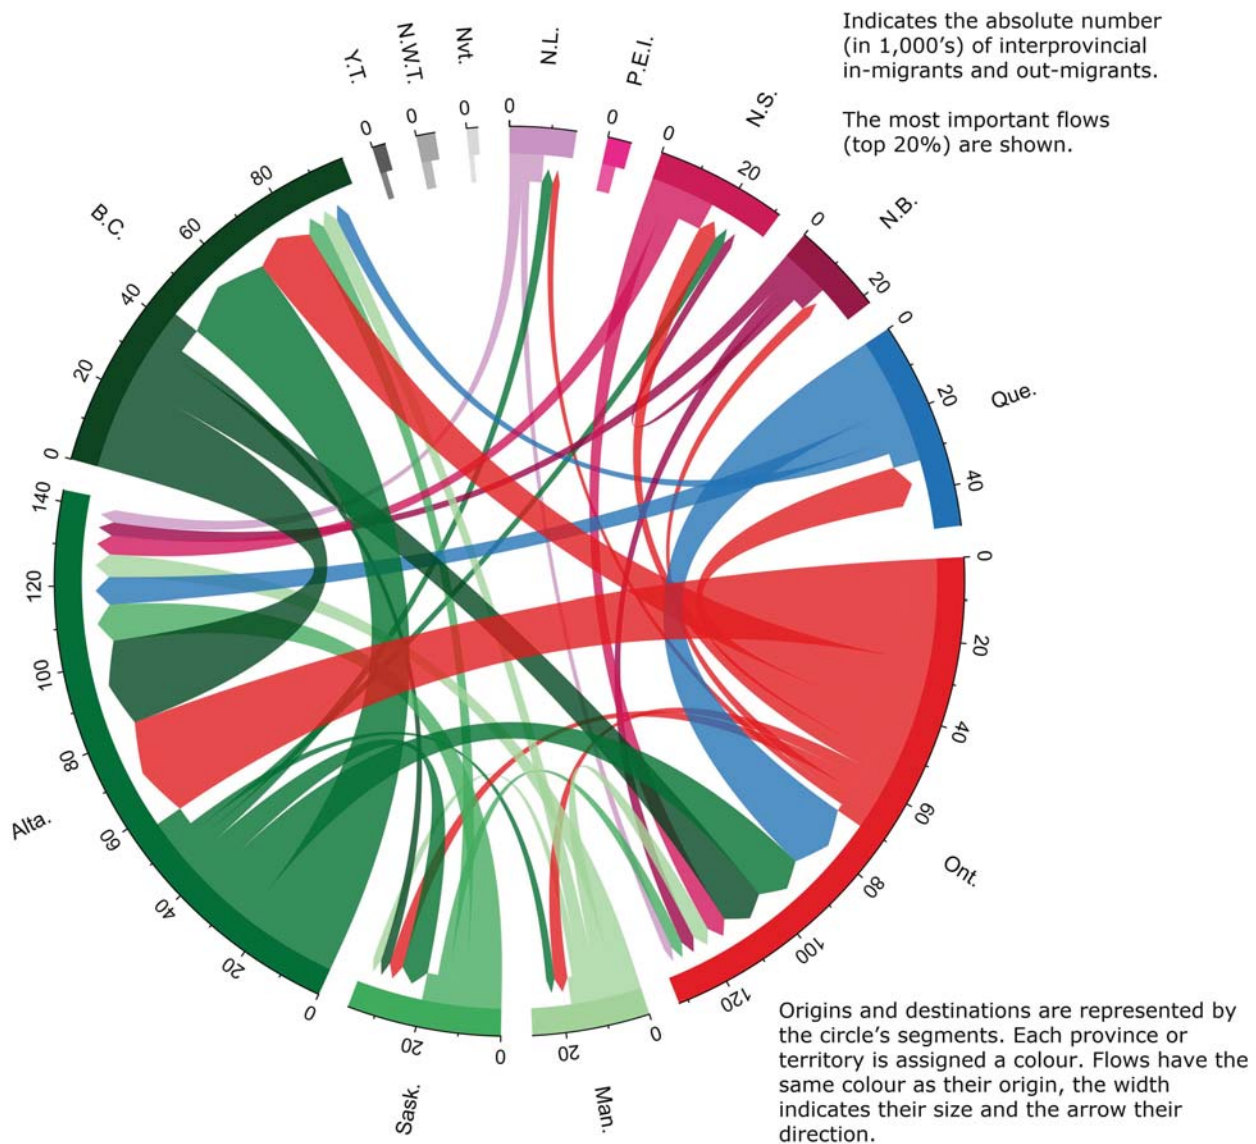 Indicates the absolute number
(in 1,000's) of interprovincial
in-migrants and out-migrants.
The most important flows
(top 20%) are shown.
Y.T.
0
N.W.T.
0
Nvt.
0
N.L.
0
P.E.I.
0
N.S.
0
20
N.B.
0
20
Que.
0
20
40
Ont.
0
20
40
60
80
100
120
Man.
0
20
Sask.
0
20
Alta.
0
20
40
60
80
100
120
140
B.C.
0
20
40
60
80
Origins and destinations are represented by
the circle's segments. Each province or
territory is assigned a colour. Flows have the
same colour as their origin, the width
indicates their size and the arrow their
direction.